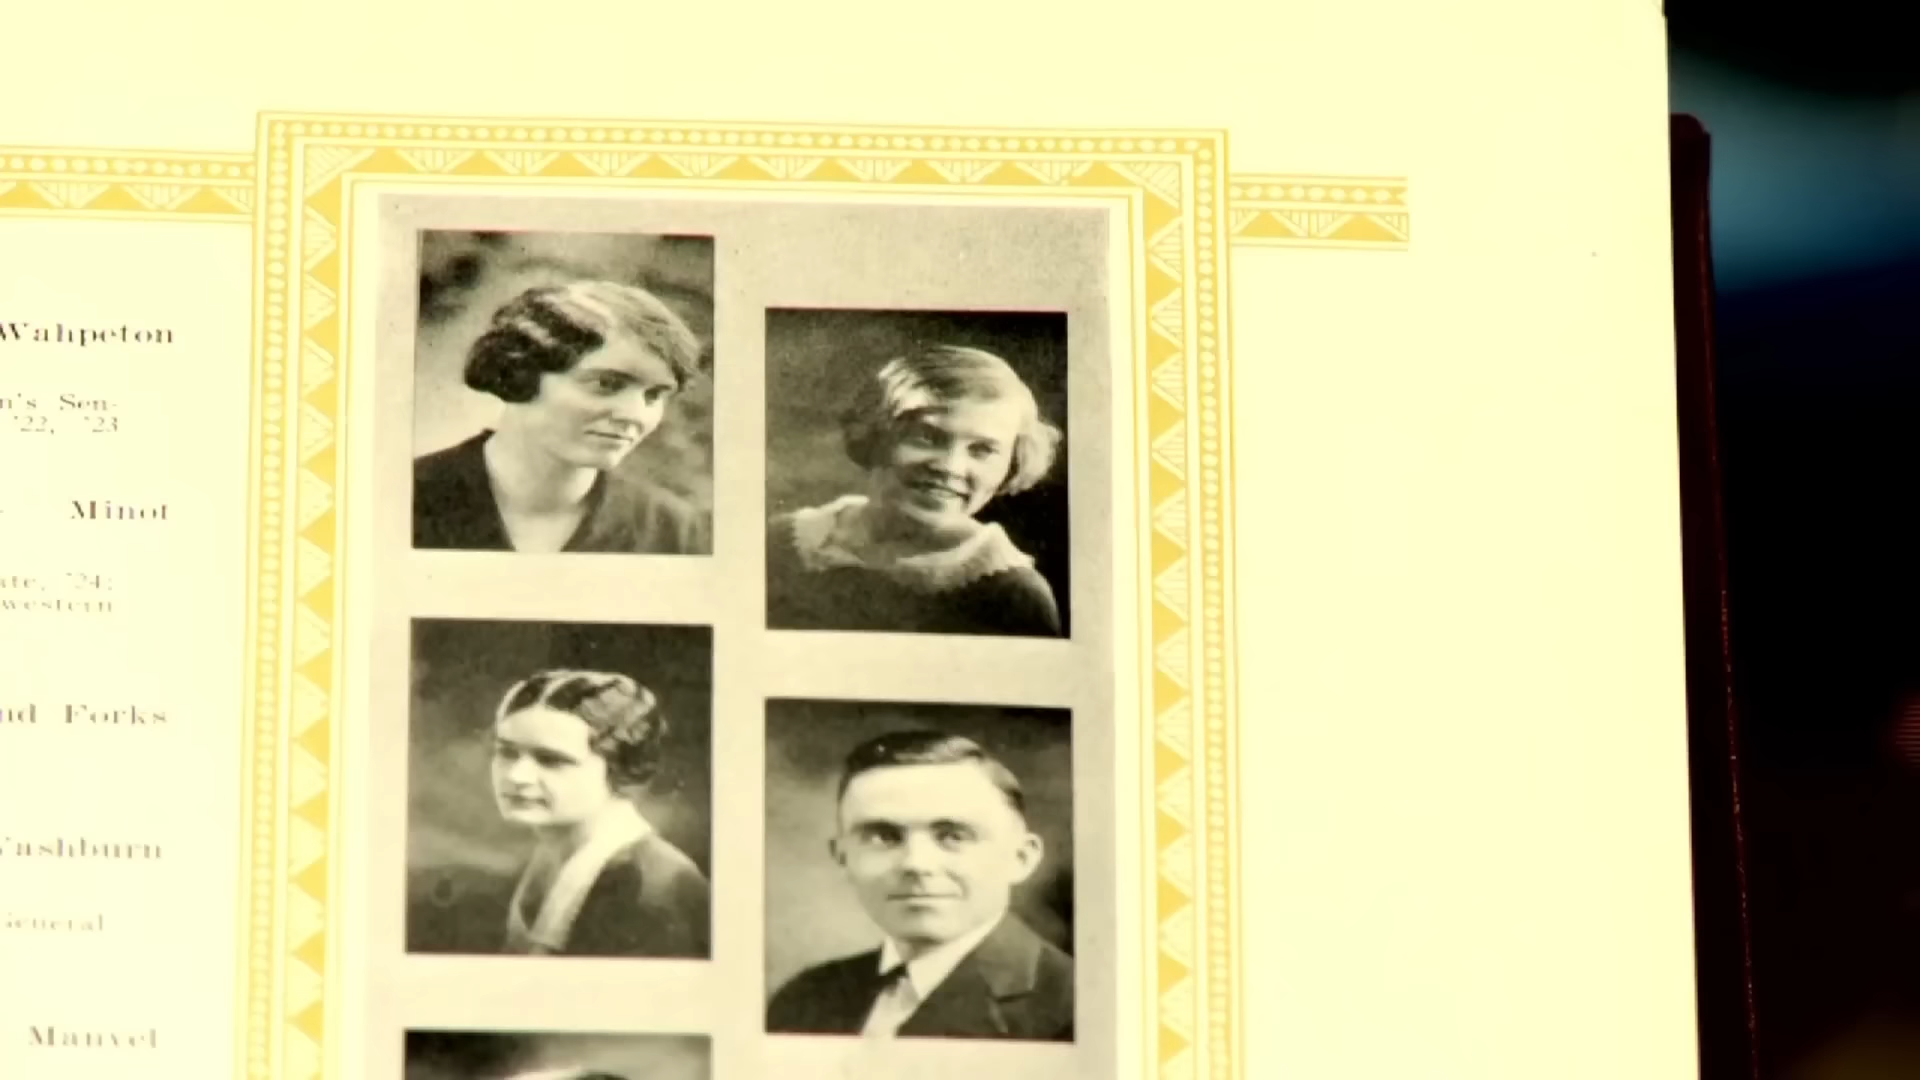 Wahpeton
n's Sen-
'22, '23
- Minot
ate, '24;
western
nd Forks
ashburn
General
Manvel